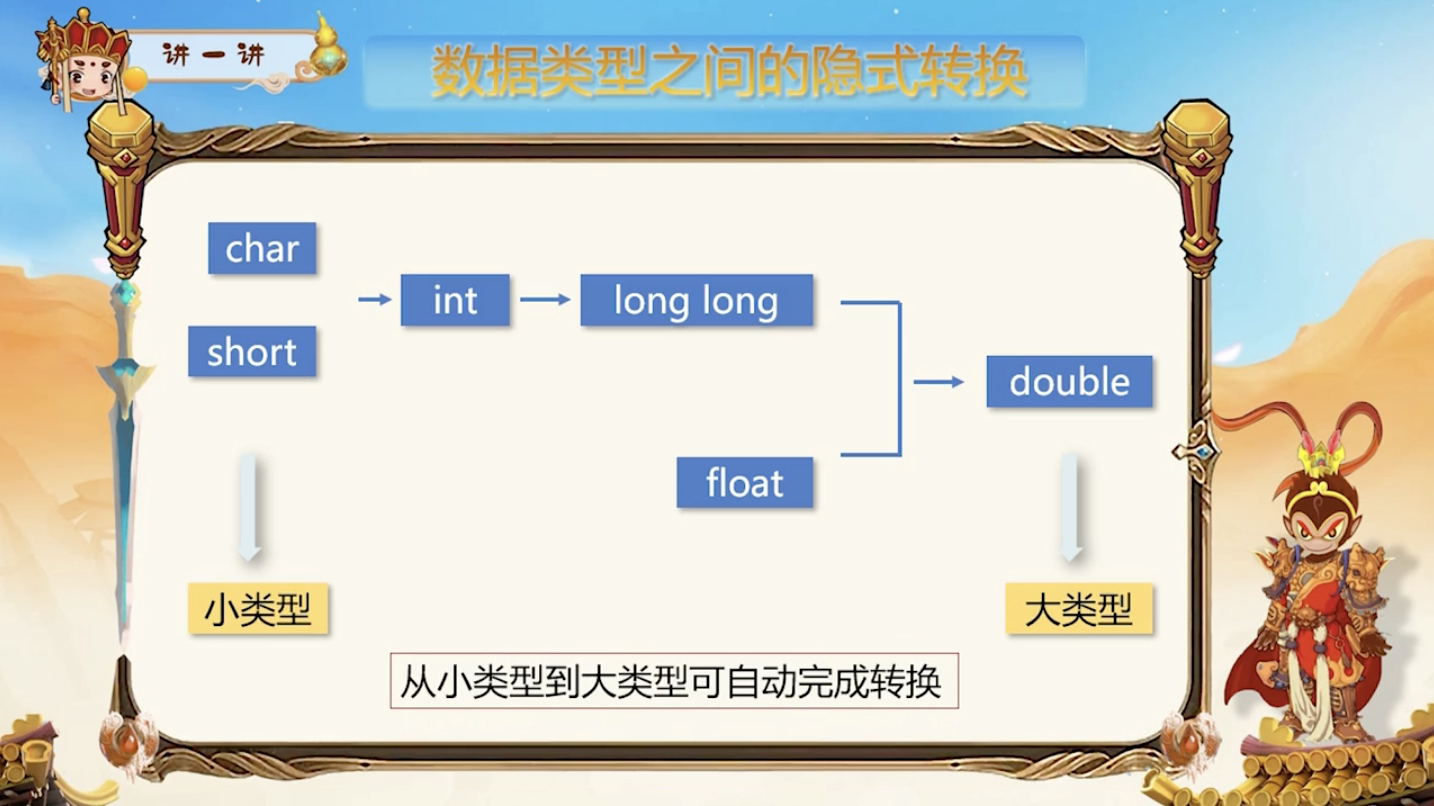 讲一讲
数据类型之间的隐式转换
char
short
int
long long
float
double
小类型
大类型
从小类型到大类型可自动完成转换